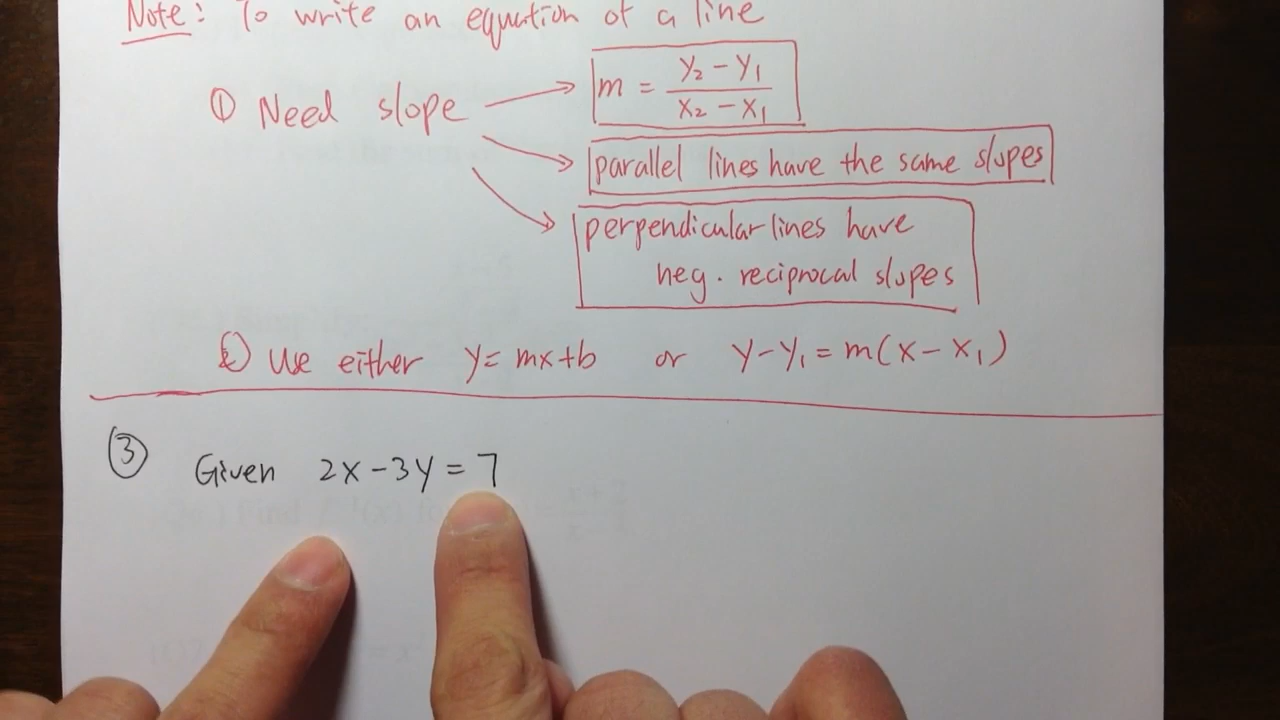 Note: To write an equation of a line
① Need slope
m = y₂ - y₁ / x₂ - x₁
parallel lines have the same slopes
perpendicular lines have
neg. reciprocal slopes
② Use either y = mx + b or y - y₁ = m(x - x₁)
③ Given 2x - 3y = 7